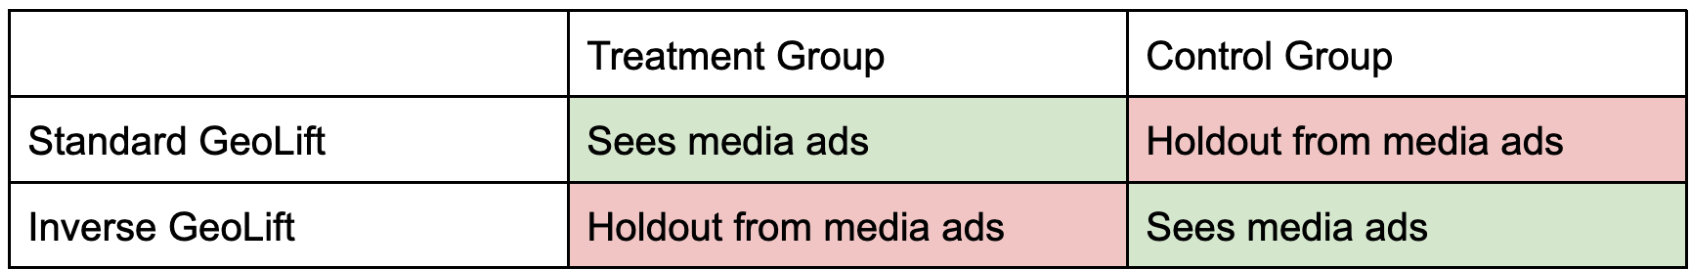 Treatment Group
Control Group
Standard GeoLift
Sees media ads
Holdout from media ads
Inverse GeoLift
Holdout from media ads
Sees media ads